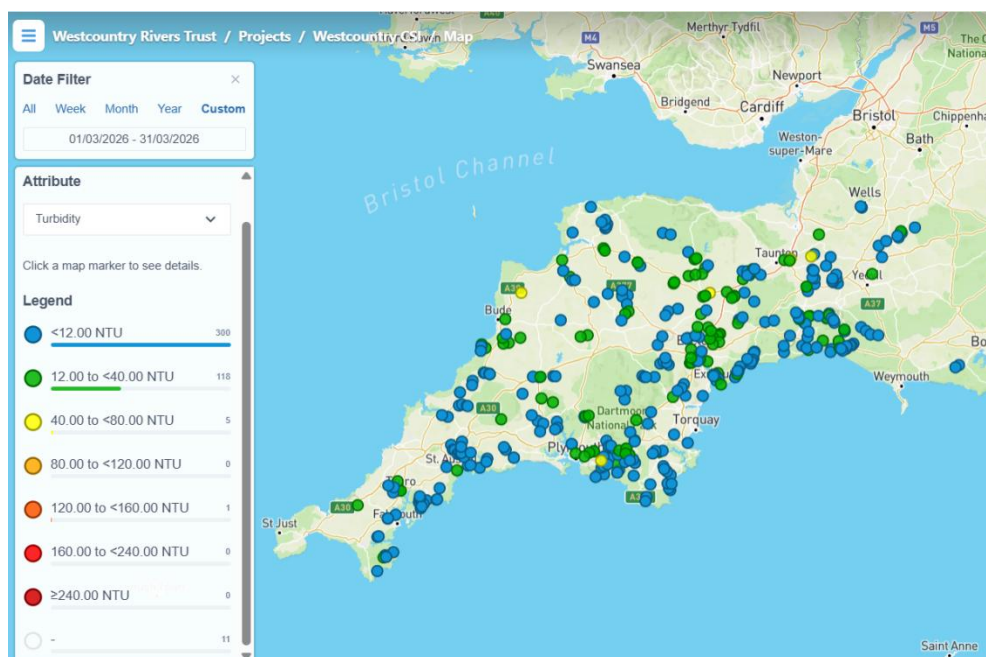 Westcountry Rivers Trust / Projects / Westcountry CSI / Map
Date Filter
×
All Week Month Year Custom
01/03/2026 - 31/03/2026
Attribute
Turbidity
Click a map marker to see details.
Legend
<12.00 NTU 300
12.00 to <40.00 NTU 118
40.00 to <80.00 NTU 5
80.00 to <120.00 NTU 0
120.00 to <160.00 NTU 1
160.00 to <240.00 NTU 0
≥240.00 NTU 0
- 11
A40
M4
Merthyr Tydfil
M5
Swansea
Newport
Bridgend
Cardiff
Bristol
Chippenha
Weston-
super-Mare
Bath
Bristol Channel
Wells
Taunton
Yeovil
A39
A377
A37
Bude
Weymouth
A30
Dartmoor
National Park
Torquay
Plymouth
St. Au
Truro
A30
Falmouth
St Just
Saint Anne